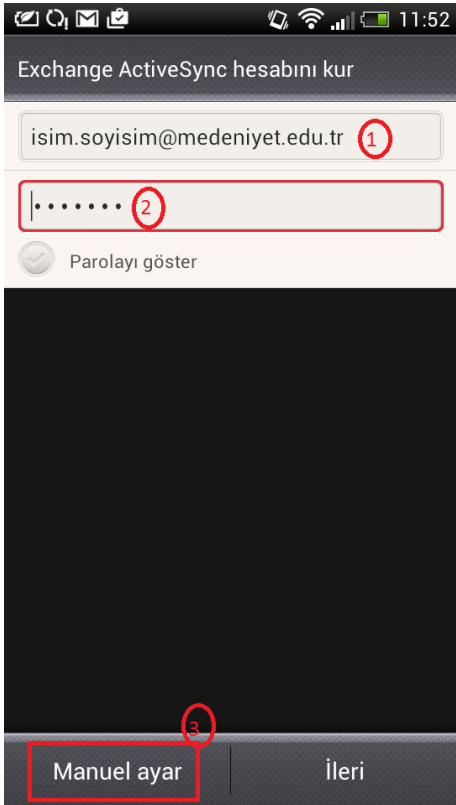 11:52
Exchange ActiveSync hesabını kur
isim.soyisim@medeniyet.edu.tr 1
••••••• 2
Parolayı göster
3
Manuel ayar İleri